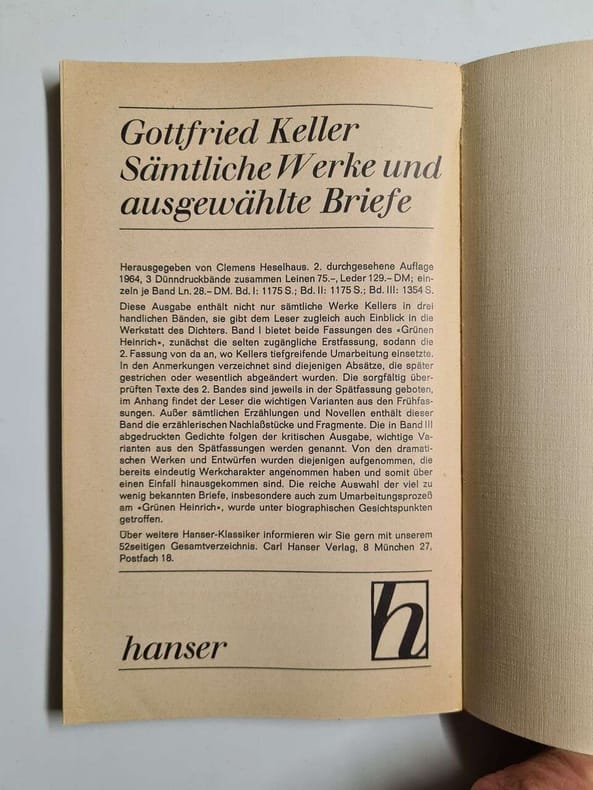 Gottfried Keller
Sämtliche Werke und
ausgewählte Briefe
Herausgegeben von Clemens Heselhaus. 2. durchgesehene Auflage
1964, 3 Dünndruckbände zusammen Leinen 75.–, Leder 129.– DM; ein-
zeln je Band Ln. 28.– DM. Bd. I: 1175 S.; Bd. II: 1175 S.; Bd. III: 1354 S.
Diese Ausgabe enthält nicht nur sämtliche Werke Kellers in drei
handlichen Bänden, sie gibt dem Leser zugleich auch Einblick in die
Werkstatt des Dichters. Band I bietet beide Fassungen des «Grünen
Heinrich», zunächst die selten zugängliche Erstfassung, sodann die
2. Fassung von da an, wo Kellers tiefgreifende Umarbeitung einsetzte.
In den Anmerkungen verzeichnet sind diejenigen Absätze, die später
gestrichen oder wesentlich abgeändert wurden. Die sorgfältig über-
prüften Texte des 2. Bandes sind jeweils in der Spätfassung geboten,
im Anhang findet der Leser die wichtigen Varianten aus den Frühfas-
sungen. Außer sämtlichen Erzählungen und Novellen enthält dieser
Band die erzählerischen Nachlaßstücke und Fragmente. Die in Band III
abgedruckten Gedichte folgen der kritischen Ausgabe, wichtige Va-
rianten aus den Spätfassungen werden genannt. Von den dramati-
schen Werken und Entwürfen wurden diejenigen aufgenommen, die
bereits eindeutig Werkcharakter angenommen haben und somit über
einen Einfall hinausgekommen sind. Die reiche Auswahl der viel zu
wenig bekannten Briefe, insbesondere auch zum Umarbeitungsprozeß
am «Grünen Heinrich», wurde unter biographischen Gesichtspunkten
getroffen.
Über weitere Hanser-Klassiker informieren wir Sie gern mit unserem
52seitigen Gesamtverzeichnis. Carl Hanser Verlag, 8 München 27,
Postfach 18.
hanser
h